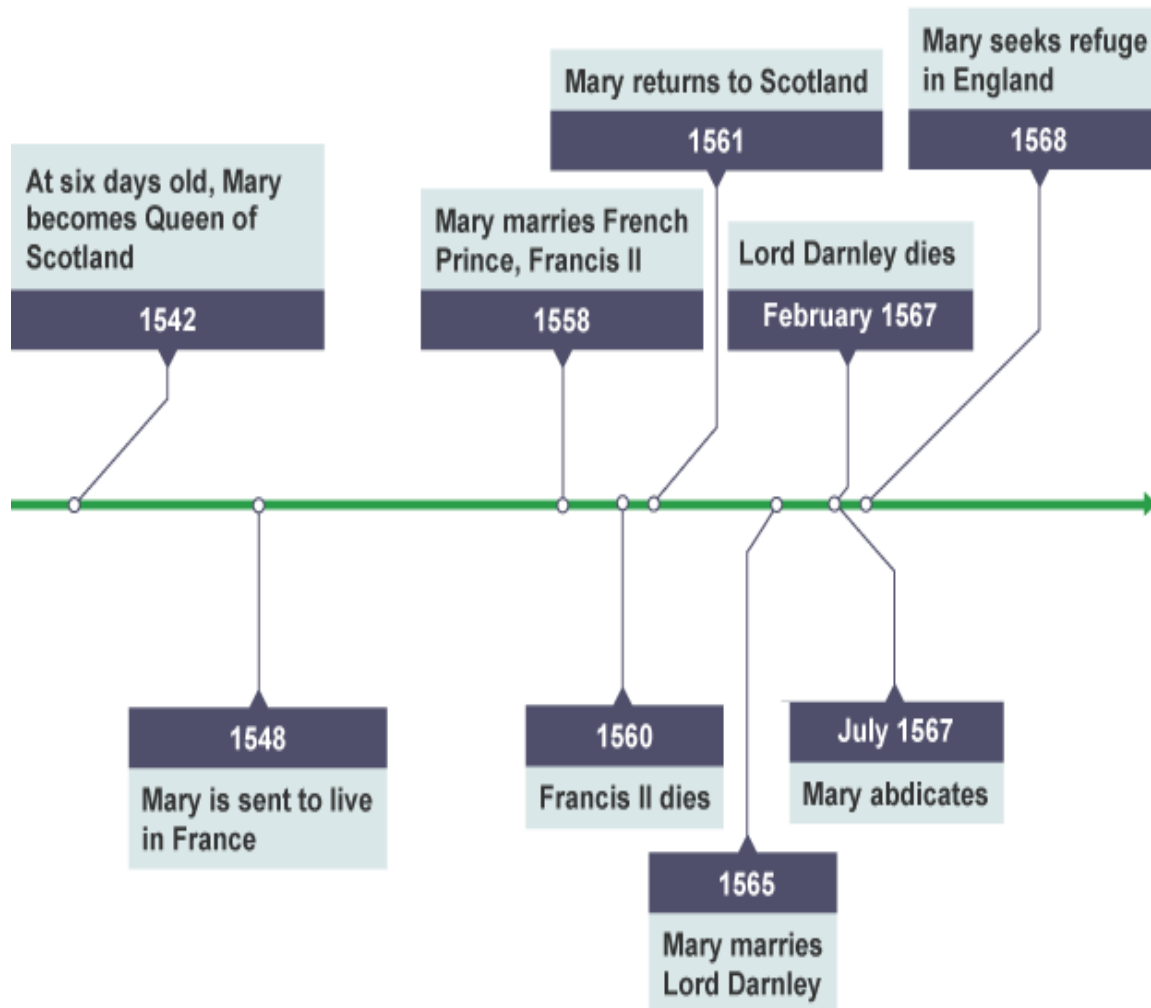 At six days old, Mary
becomes Queen of
Scotland
1542
1548
Mary is sent to live
in France
Mary marries French
Prince, Francis II
1558
1560
Francis II dies
Mary returns to Scotland
1561
1565
Mary marries
Lord Darnley
Lord Darnley dies
February 1567
July 1567
Mary abdicates
Mary seeks refuge
in England
1568